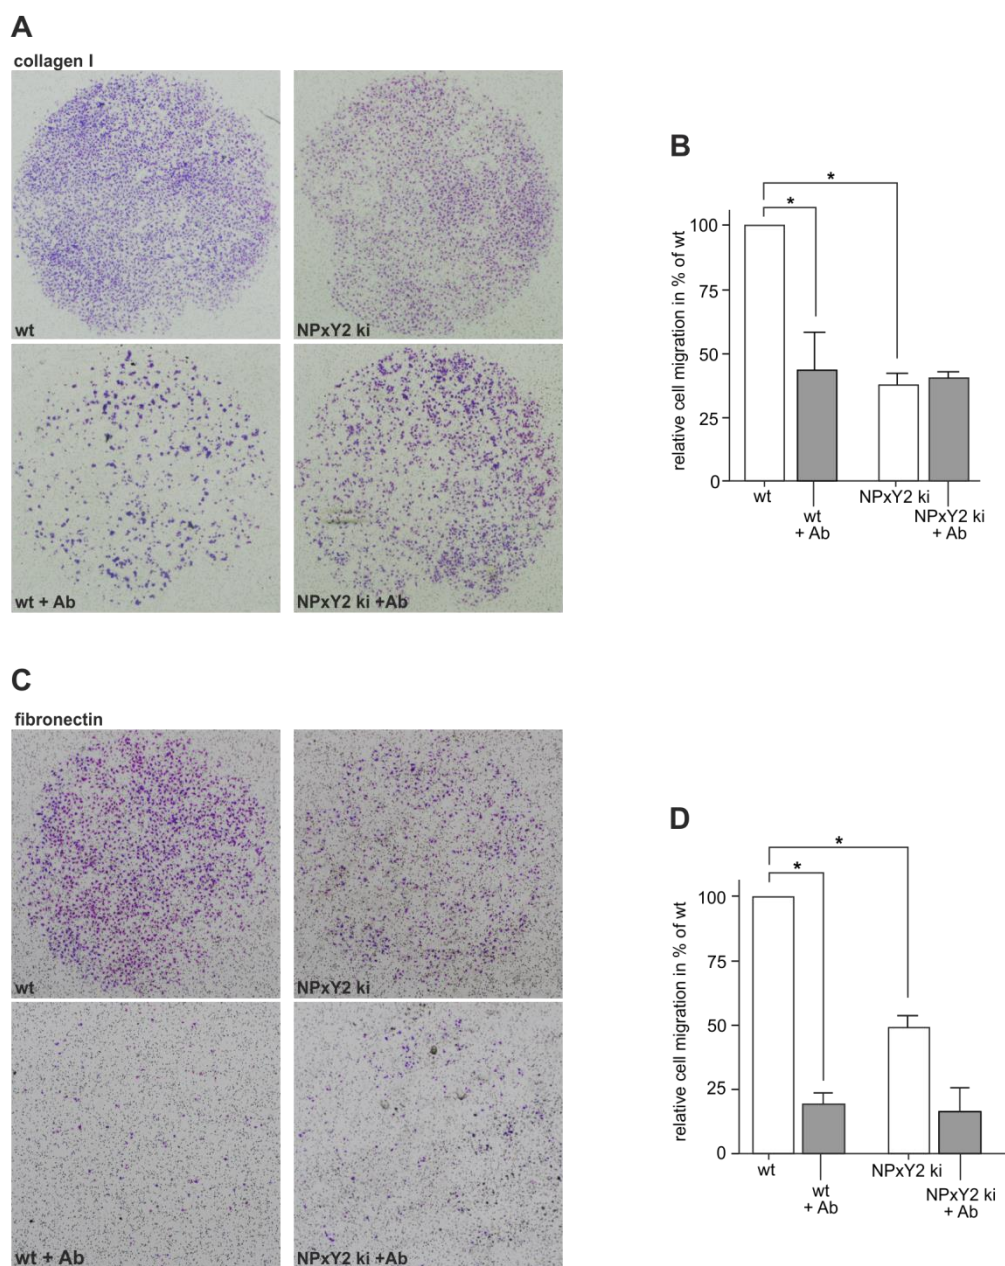 A
collagen I
wt
NPxY2 ki
wt + Ab
NPxY2 ki +Ab
B
relative cell migration in % of wt
100
75
50
25
0
*
*
wt
wt
+ Ab
NPxY2 ki
NPxY2 ki
+ Ab
C
fibronectin
wt
NPxY2 ki
wt + Ab
NPxY2 ki +Ab
D
relative cell migration in % of wt
100
75
50
25
0
*
*
wt
wt
+ Ab
NPxY2 ki
NPxY2 ki
+ Ab